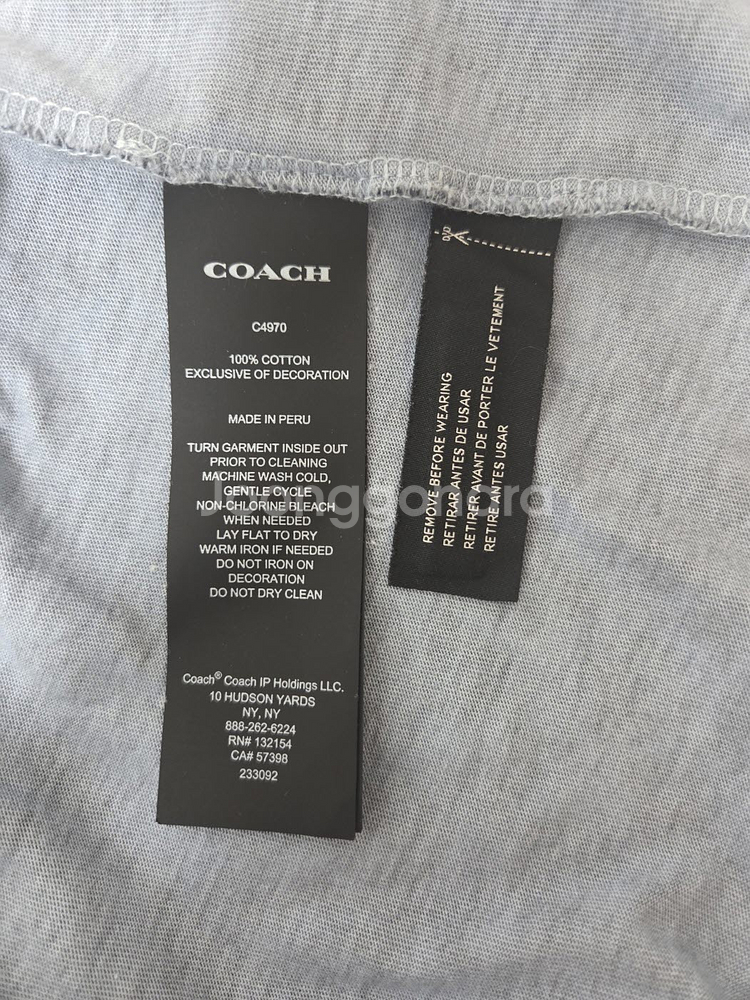 COACH
C4970
100% COTTON
EXCLUSIVE OF DECORATION
MADE IN PERU
TURN GARMENT INSIDE OUT
PRIOR TO CLEANING
MACHINE WASH COLD,
GENTLE CYCLE
NON-CHLORINE BLEACH
WHEN NEEDED
LAY FLAT TO DRY
WARM IRON IF NEEDED
DO NOT IRON ON
DECORATION
DO NOT DRY CLEAN
Coach® Coach IP Holdings LLC.
10 HUDSON YARDS
NY, NY
888-262-6224
RN# 132154
CA# 57398
233092
REMOVE BEFORE WEARING
RETIRAR ANTES DE USAR
RETIRER AVANT DE PORTER LE VETEMENT
RETIRE ANTES USAR
Joonggonara